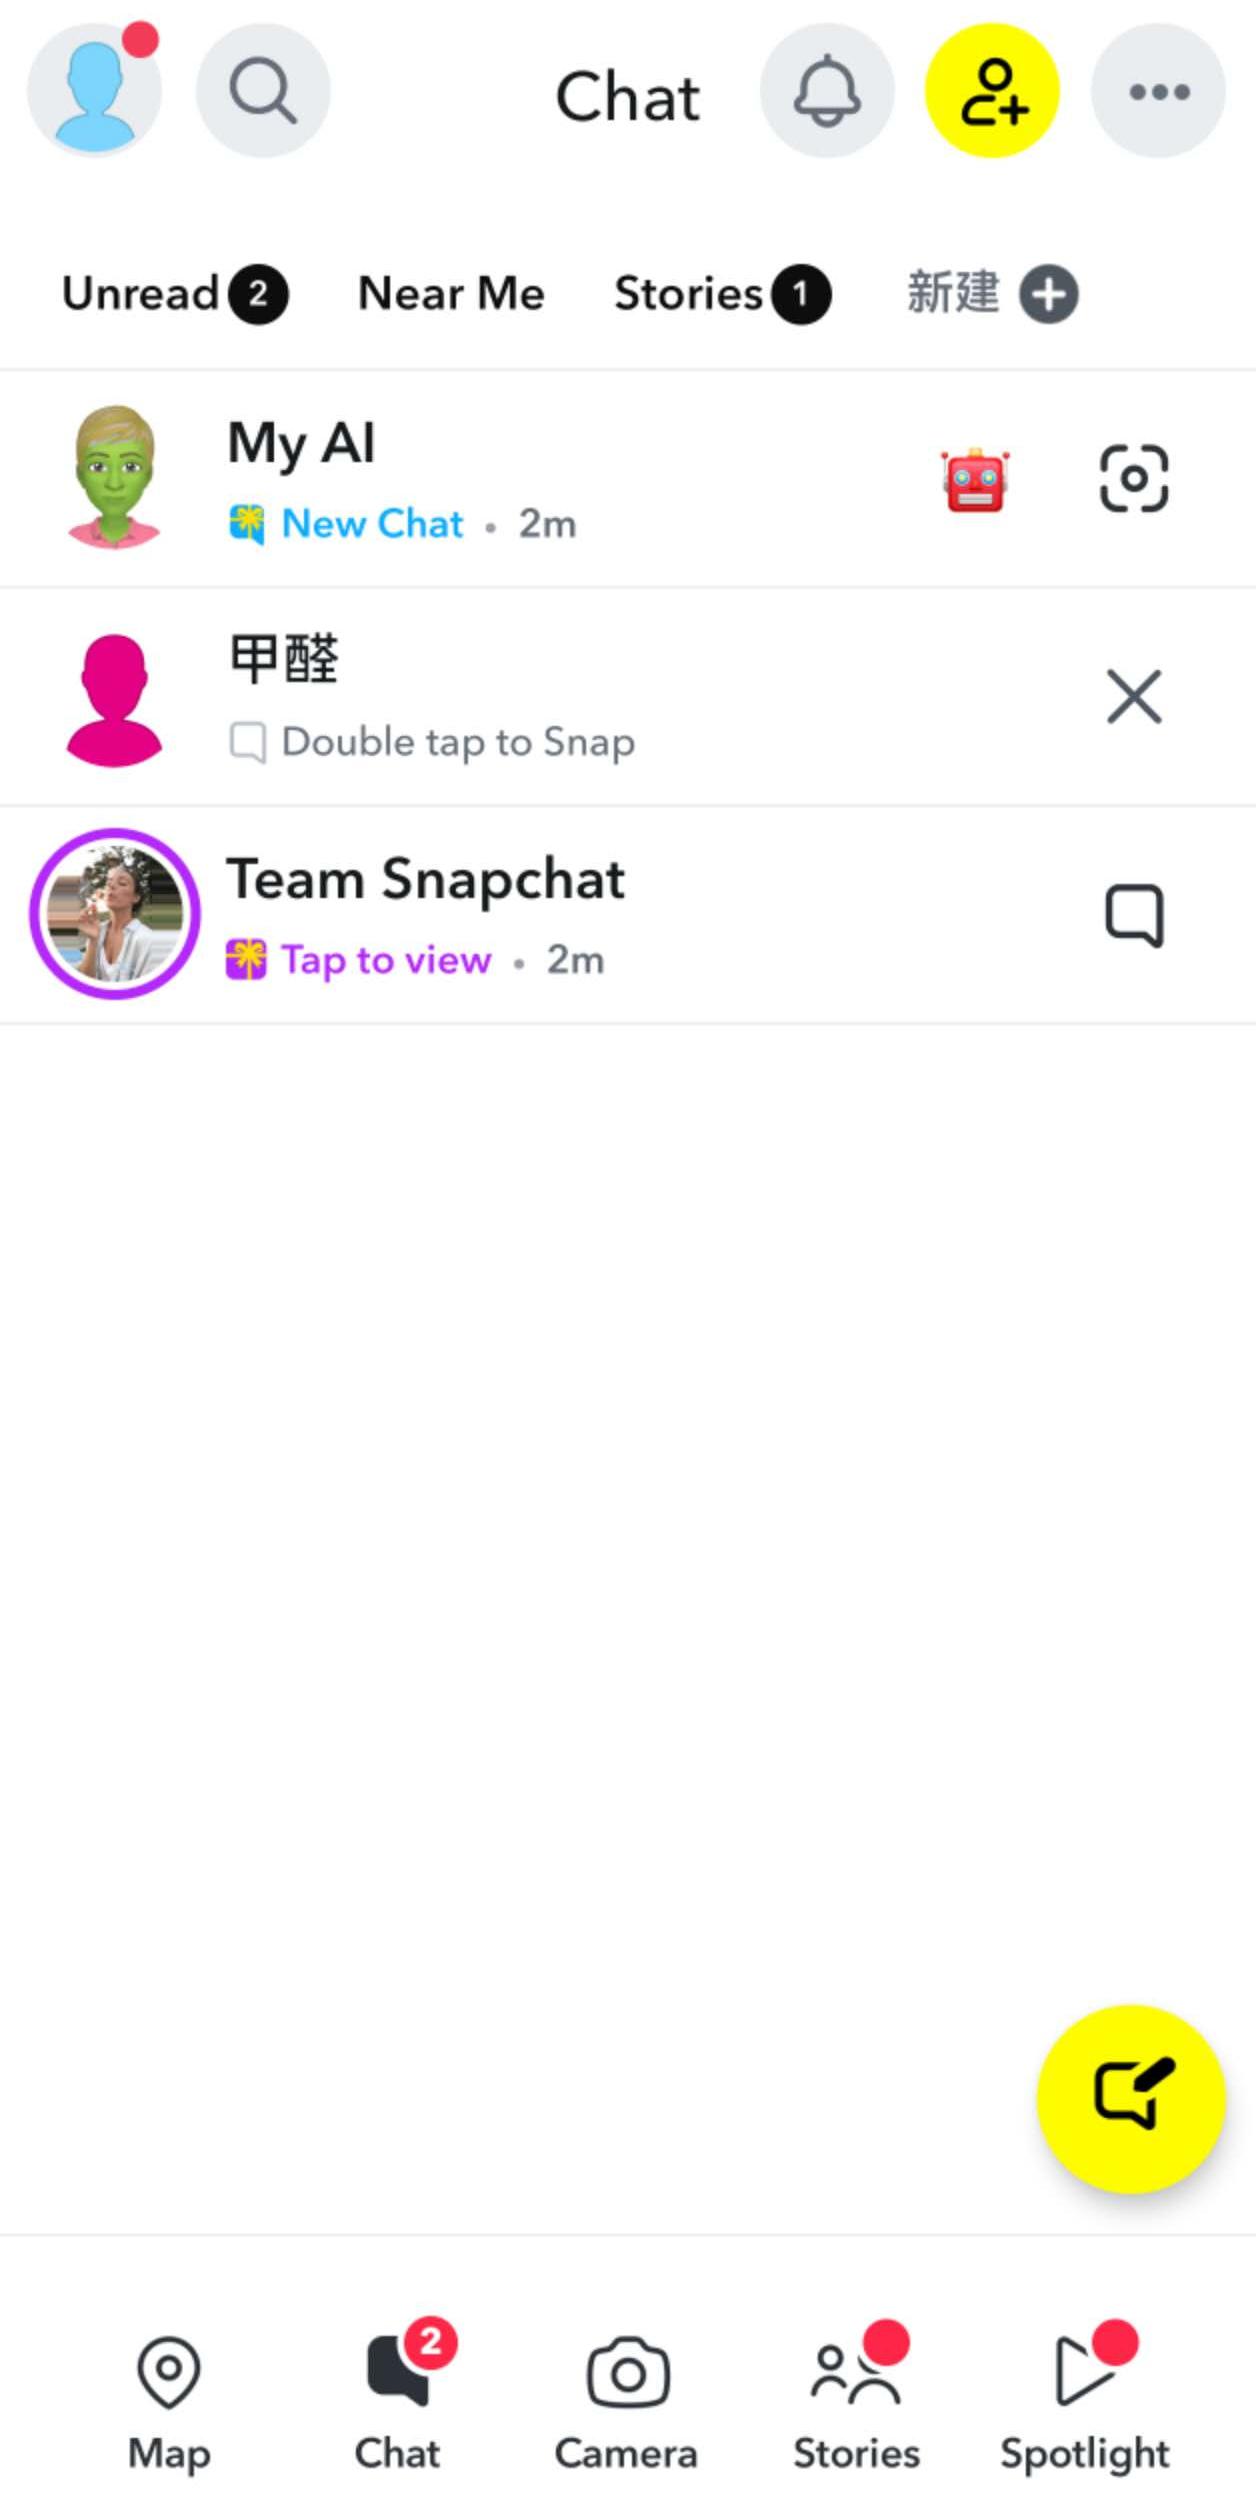 Chat
Unread 2 Near Me Stories 1 新建
My AI
New Chat • 2m
甲醛
Double tap to Snap
Team Snapchat
Tap to view • 2m
2
Map Chat Camera Stories Spotlight